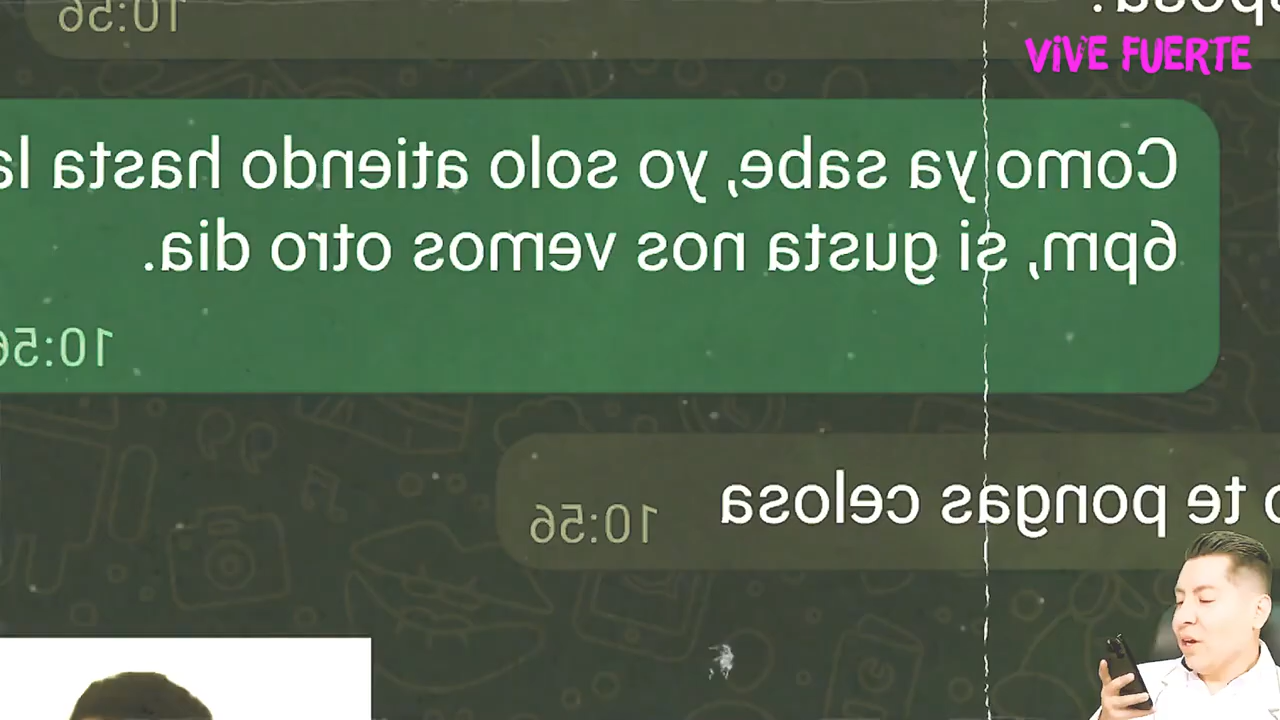 10:56
VIVE FUERTE
Como ya sabe, yo solo atiendo hasta la
6pm, si gusta nos vemos otro dia.
10:56
te pongas celosa
10:56